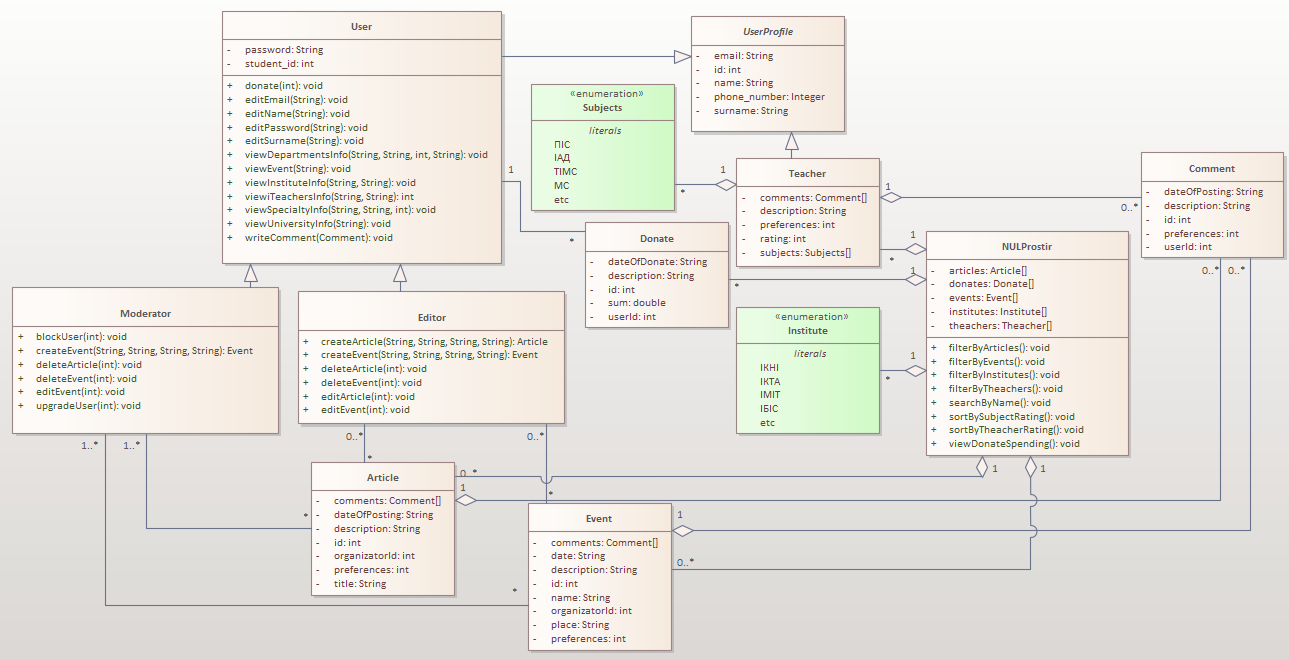 User
- password: String
- student_id: int
+ donate(int): void
+ editEmail(String): void
+ editName(String): void
+ editPassword(String): void
+ editSurname(String): void
+ viewDepartmentsInfo(String, String, int, String): void
+ viewEvent(String): void
+ viewInstituteInfo(String, String): void
+ viewiTeachersInfo(String, String): int
+ viewSpecialtyInfo(String, String, int): void
+ viewUniversityInfo(String): void
+ writeComment(Comment): void
UserProfile
- email: String
- id: int
- name: String
- phone_number: Integer
- surname: String
«enumeration»
Subjects
literals
ПІС
ІАД
ТІМС
МС
etc
1
*
Teacher
- comments: Comment[]
- description: String
- preferences: int
- rating: int
- subjects: Subjects[]
1
0..*
Comment
- dateOfPosting: String
- description: String
- id: int
- preferences: int
- userId: int
0..*
0..*
1
*
Donate
- dateOfDonate: String
- description: String
- id: int
- sum: double
- userId: int
1
*
1
*
NULProstir
- articles: Article[]
- donates: Donate[]
- events: Event[]
- institutes: Institute[]
- theachers: Theacher[]
+ filterByArticles(): void
+ filterByEvents(): void
+ filterByInstitutes(): void
+ filterByTheachers(): void
+ searchByName(): void
+ sortBySubjectRating(): void
+ sortByTheacherRating(): void
+ viewDonateSpending(): void
1
1
«enumeration»
Institute
literals
ІКНІ
ІКТА
ІМІТ
ІБІС
etc
1
*
Moderator
+ blockUser(int): void
+ createEvent(String, String, String, String): Event
+ deleteArticle(int): void
+ deleteEvent(int): void
+ editEvent(int): void
+ upgradeUser(int): void
1..*
1..*
Editor
+ createArticle(String, String, String, String): Article
+ createEvent(String, String, String, String): Event
+ deleteArticle(int): void
+ deleteEvent(int): void
+ editArticle(int): void
+ editEvent(int): void
0..*
0..*
*
*
Article
- comments: Comment[]
- dateOfPosting: String
- description: String
- id: int
- organizatorId: int
- preferences: int
- title: String
0..*
1
*
Event
- comments: Comment[]
- date: String
- description: String
- id: int
- name: String
- organizatorId: int
- place: String
- preferences: int
1
0..*
*